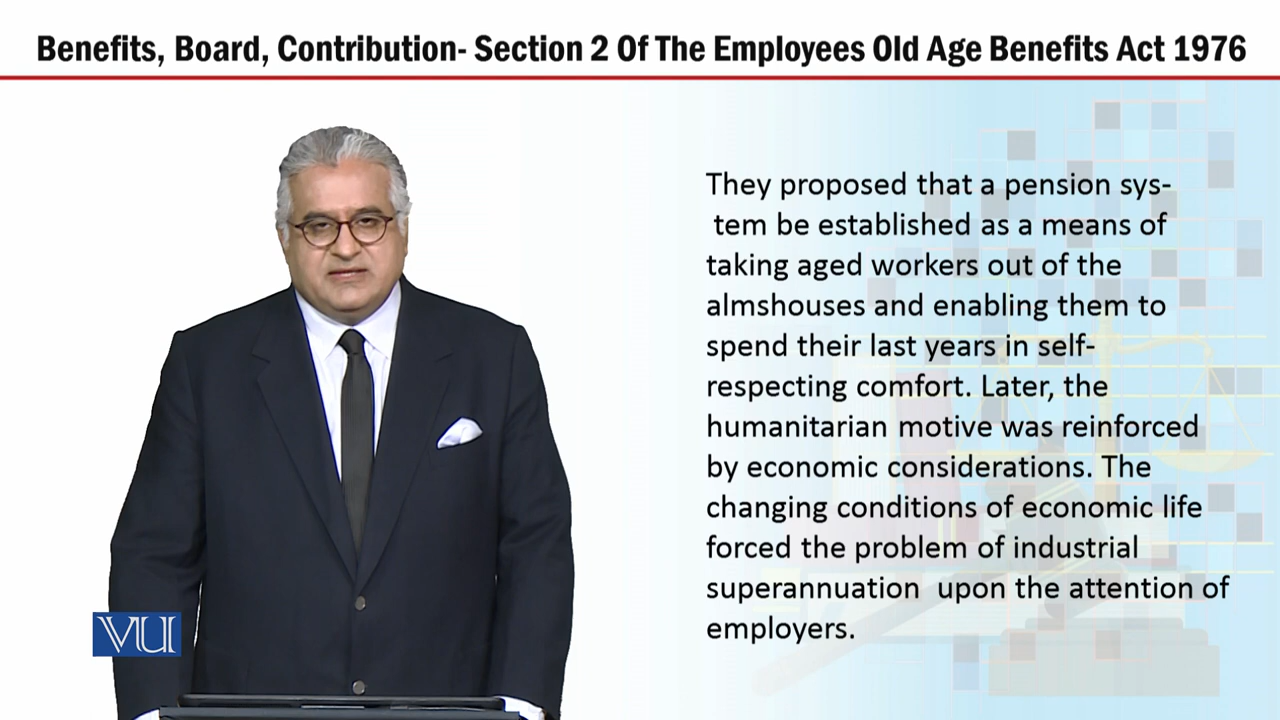 Benefits, Board, Contribution- Section 2 Of The Employees Old Age Benefits Act 1976
They proposed that a pension sys-
tem be established as a means of
taking aged workers out of the
almshouses and enabling them to
spend their last years in self-
respecting comfort. Later, the
humanitarian motive was reinforced
by economic considerations. The
changing conditions of economic life
forced the problem of industrial
superannuation upon the attention of
employers.
VU